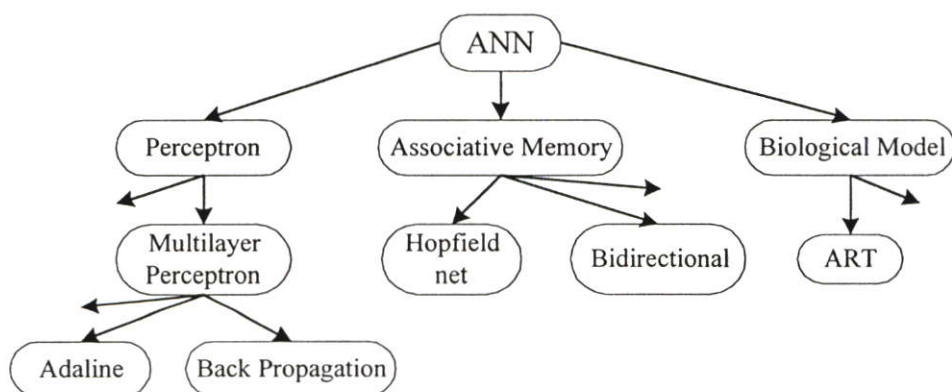 ANN
Perceptron
Associative Memory
Biological Model
Multilayer
Perceptron
Hopfield
net
Bidirectional
ART
Adaline
Back Propagation